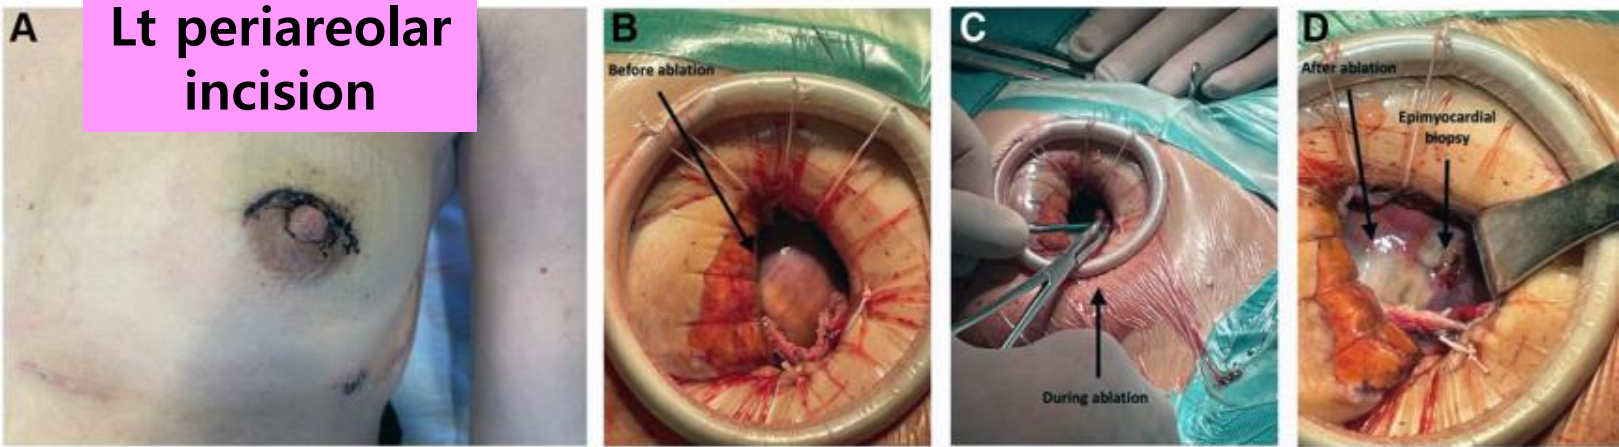 A
Lt periareolar
incision
B
Before ablation
C
During ablation
D
After ablation
Epimyocardial
biopsy